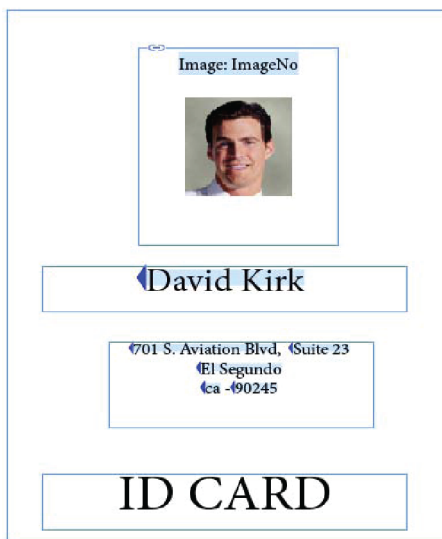 Image: ImageNo
David Kirk
701 S. Aviation Blvd, Suite 23
El Segundo
ca -90245
ID CARD